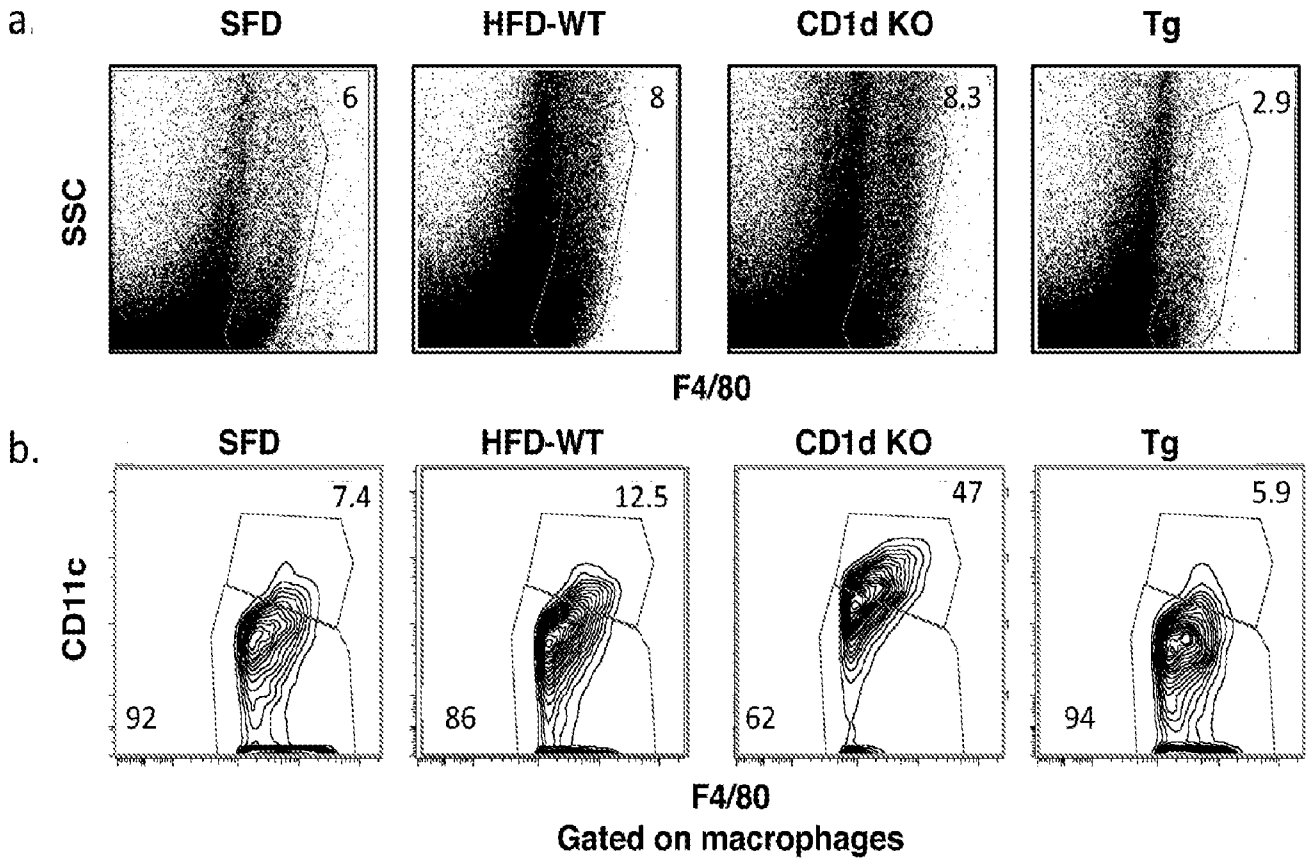 a.
SFD HFD-WT CD1d KO Tg
6 8 8.3 2.9
SSC
F4/80
b.
SFD HFD-WT CD1d KO Tg
7.4 12.5 47 5.9
CD11c
92 86 62 94
F4/80
Gated on macrophages